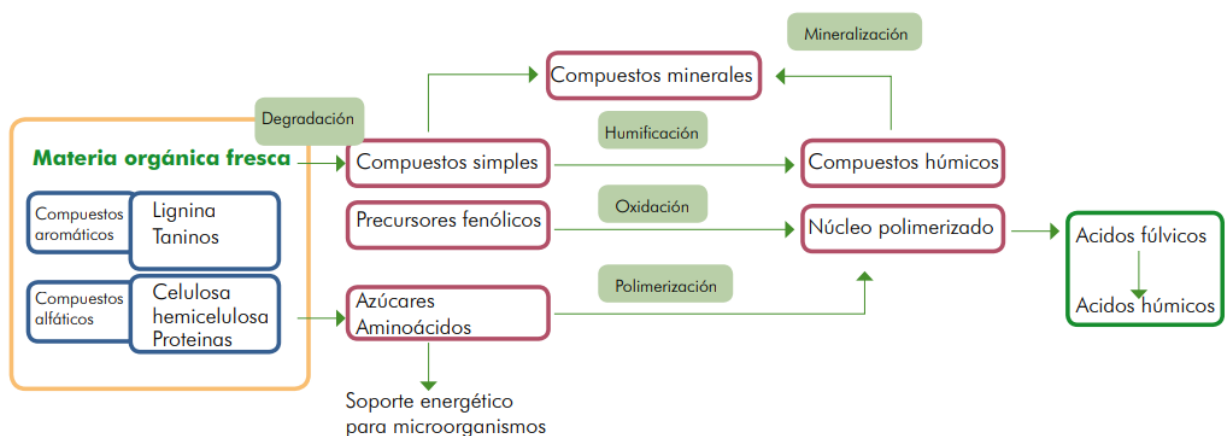 Mineralización
Compuestos minerales
Degradación
Humificación
Materia orgánica fresca
Compuestos simples
Compuestos húmicos
Compuestos
aromáticos
Lignina
Taninos
Precursores fenólicos
Oxidación
Núcleo polimerizado
Acidos fúlvicos
Polimerización
Compuestos
alfáticos
Celulosa
hemicelulosa
Proteinas
Azúcares
Aminoácidos
Acidos húmicos
Soporte energético
para microorganismos